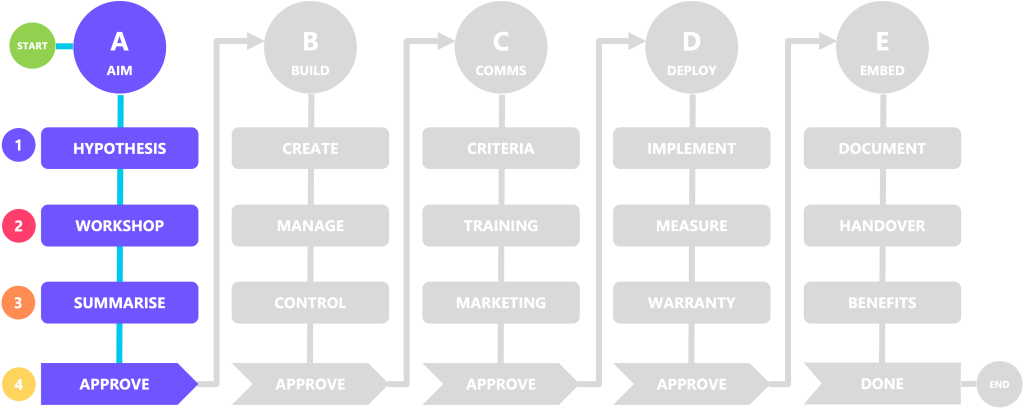 START
A
AIM
B
BUILD
C
COMMS
D
DEPLOY
E
EMBED
1
HYPOTHESIS
CREATE
CRITERIA
IMPLEMENT
DOCUMENT
2
WORKSHOP
MANAGE
TRAINING
MEASURE
HANDOVER
3
SUMMARISE
CONTROL
MARKETING
WARRANTY
BENEFITS
4
APPROVE
APPROVE
APPROVE
APPROVE
DONE
END